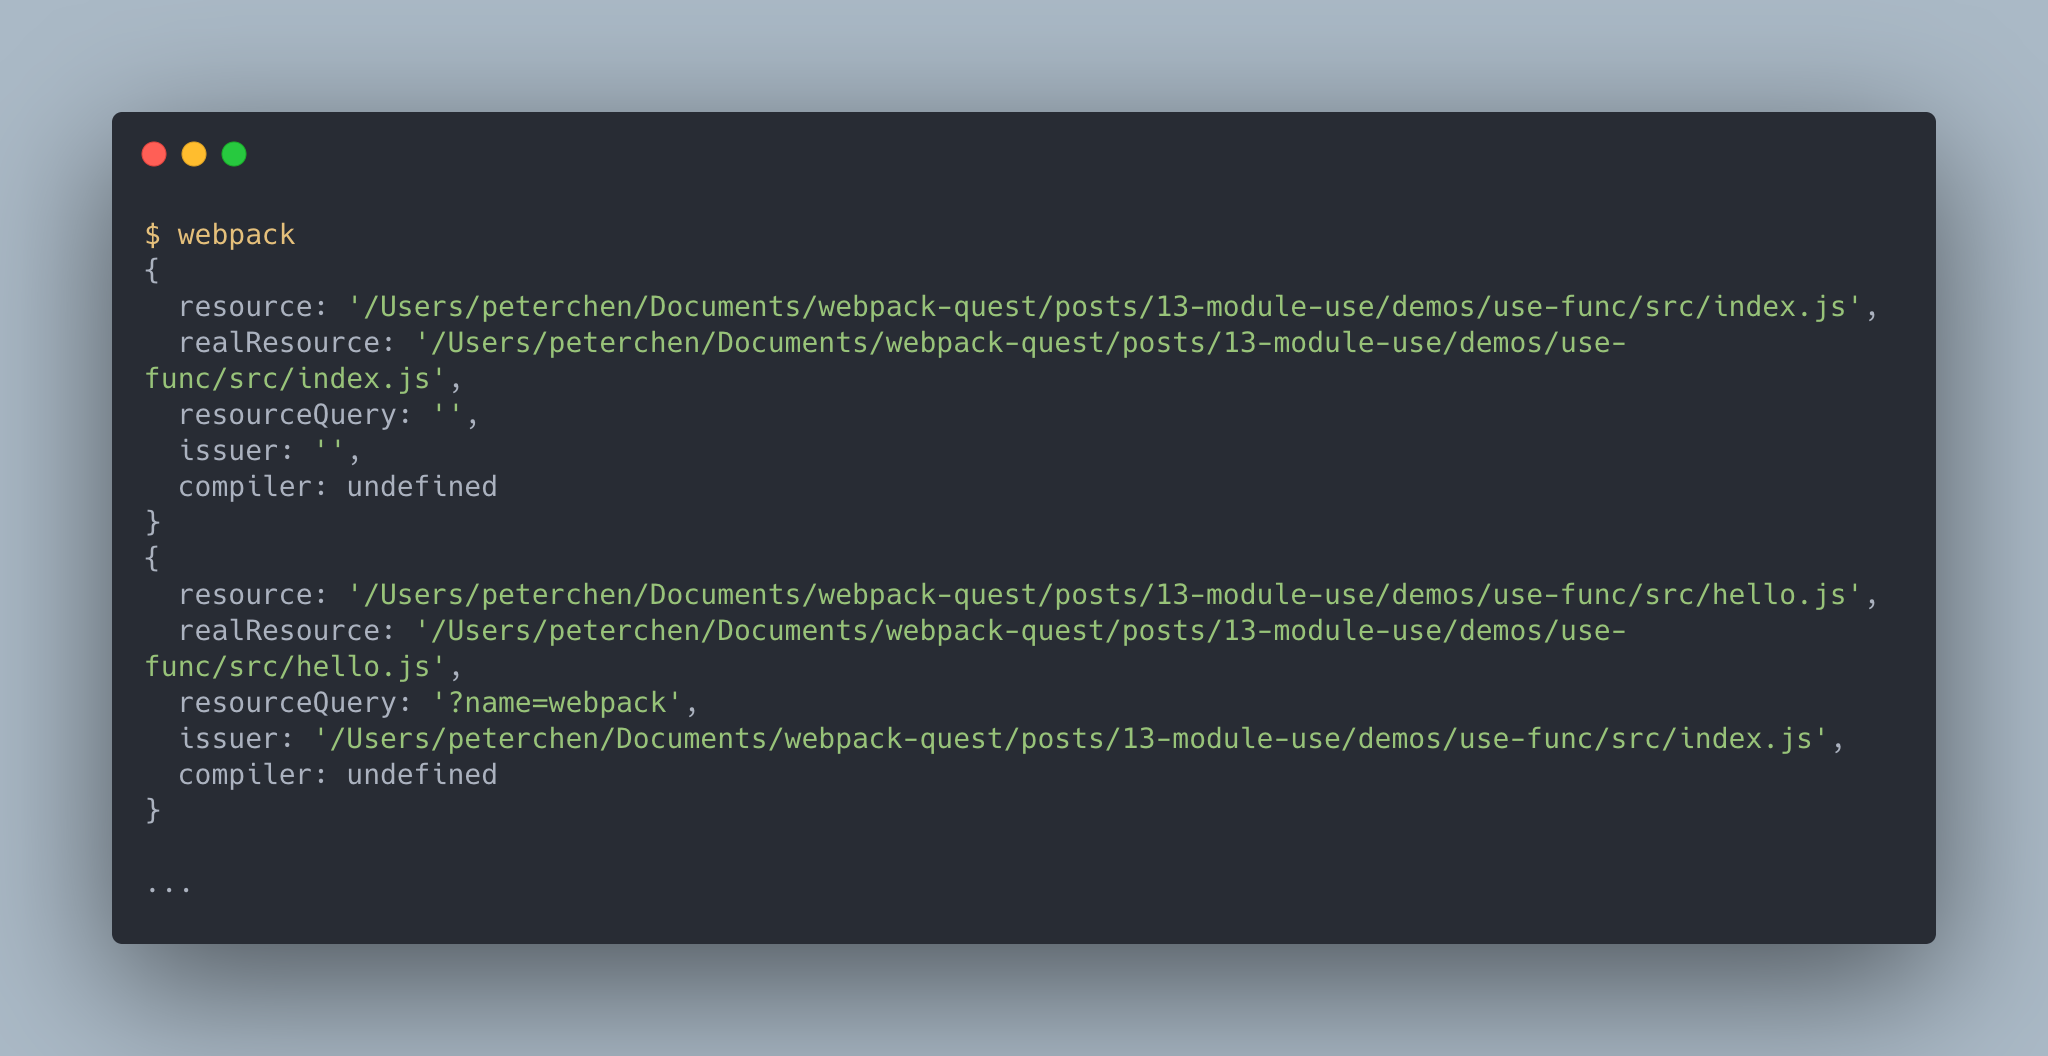 $ webpack
{
  resource: '/Users/peterchen/Documents/webpack-quest/posts/13-module-use/demos/use-func/src/index.js',
  realResource: '/Users/peterchen/Documents/webpack-quest/posts/13-module-use/demos/use-
func/src/index.js',
  resourceQuery: '',
  issuer: '',
  compiler: undefined
}
{
  resource: '/Users/peterchen/Documents/webpack-quest/posts/13-module-use/demos/use-func/src/hello.js',
  realResource: '/Users/peterchen/Documents/webpack-quest/posts/13-module-use/demos/use-
func/src/hello.js',
  resourceQuery: '?name=webpack',
  issuer: '/Users/peterchen/Documents/webpack-quest/posts/13-module-use/demos/use-func/src/index.js',
  compiler: undefined
}

...